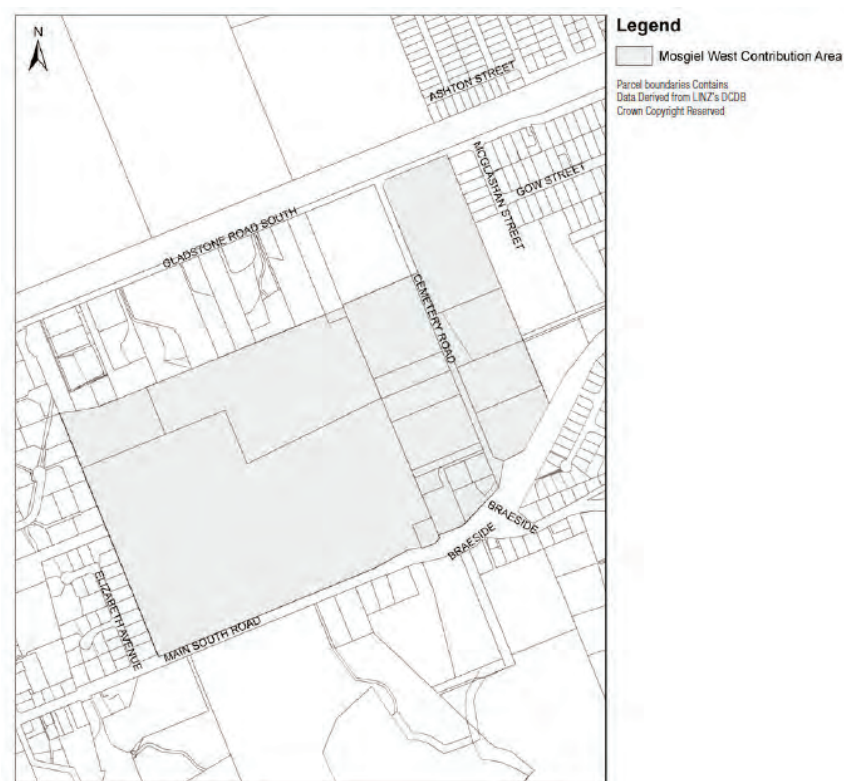 N
ASHTON STREET
MCGLASHAN STREET
GOW STREET
GLADSTONE ROAD SOUTH
CEMETERY ROAD
BRAESIDE
BRAESIDE
ELIZABETH AVENUE
MAIN SOUTH ROAD
Legend
Mosgiel West Contribution Area
Parcel boundaries Contains
Data Derived from LINZ's DCDB
Crown Copyright Reserved